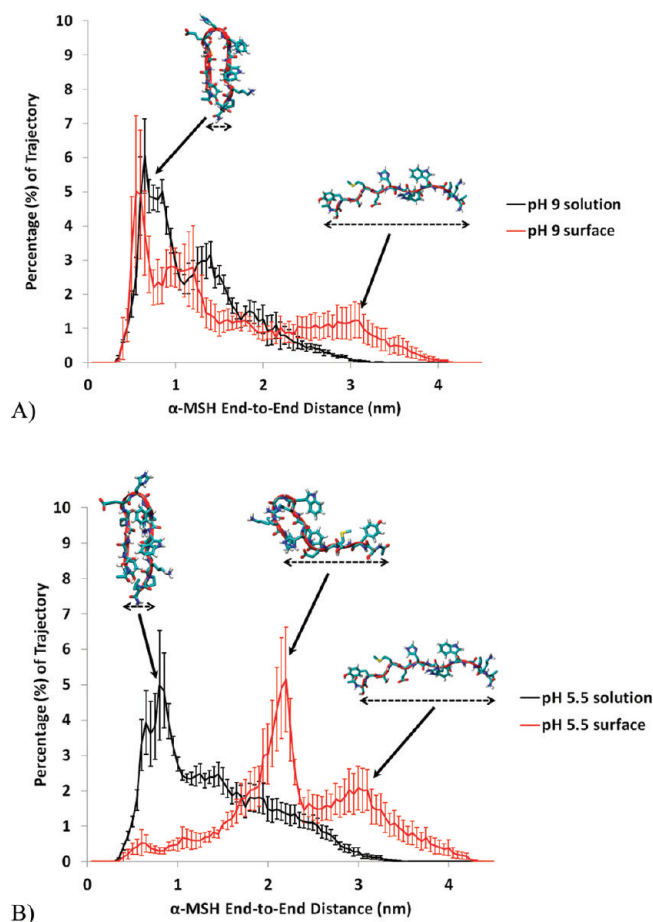 10
9
8
7
6
5
4
3
2
1
0
Percentage (%) of Trajectory
pH 9 solution
pH 9 surface
0 1 2 3 4
α-MSH End-to-End Distance (nm)
A)
10
9
8
7
6
5
4
3
2
1
0
Percentage (%) of Trajectory
pH 5.5 solution
pH 5.5 surface
0 1 2 3 4
α-MSH End-to-End Distance (nm)
B)